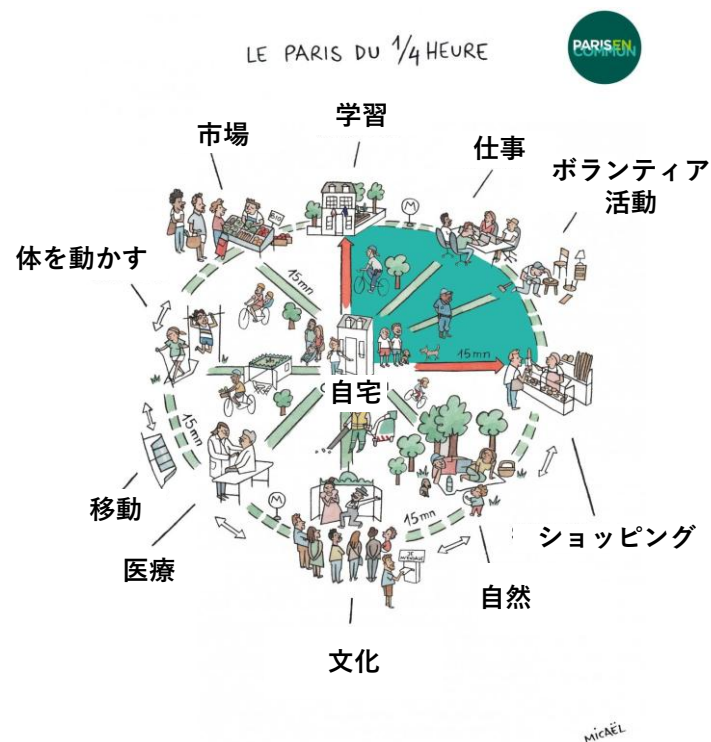 LE PARIS DU 1/4 HEURE
PARISEN
COMMUN
学習
市場
仕事
ボランティア
活動
M
BIO
体を動かす
15mn
15mn
自宅
15mn
移動
M
15mn
ショッピング
医療
自然
文化
MICAËL